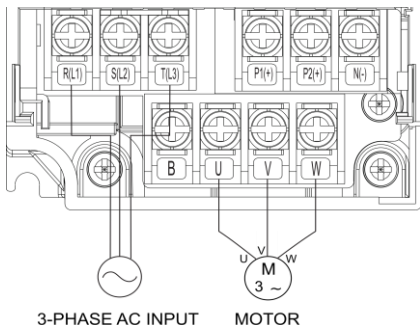 R(L1) S(L2) T(L3) P1(+) P2(+) N(-)
B U V W
U V W
M
3 ~
3-PHASE AC INPUT MOTOR